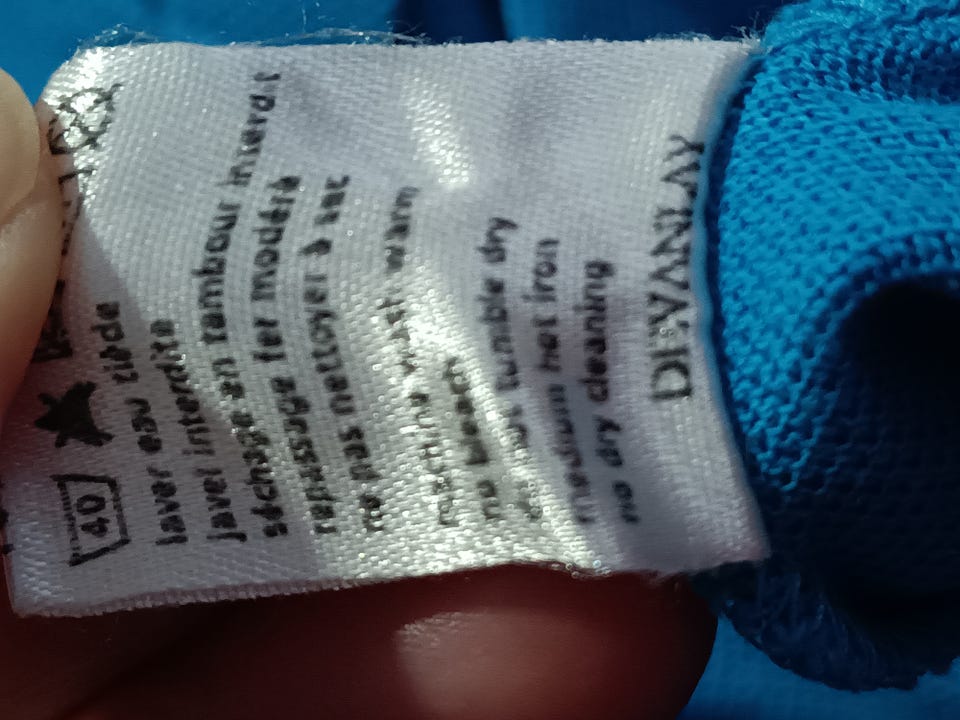 40
laver eau tiède
javel interdite
séchage en tambour interdit
repassage fer modéré
ne pas nettoyer à sec
machine wash warm
no bleach
do not tumble dry
medium hot iron
no dry cleaning
DEVANLAY